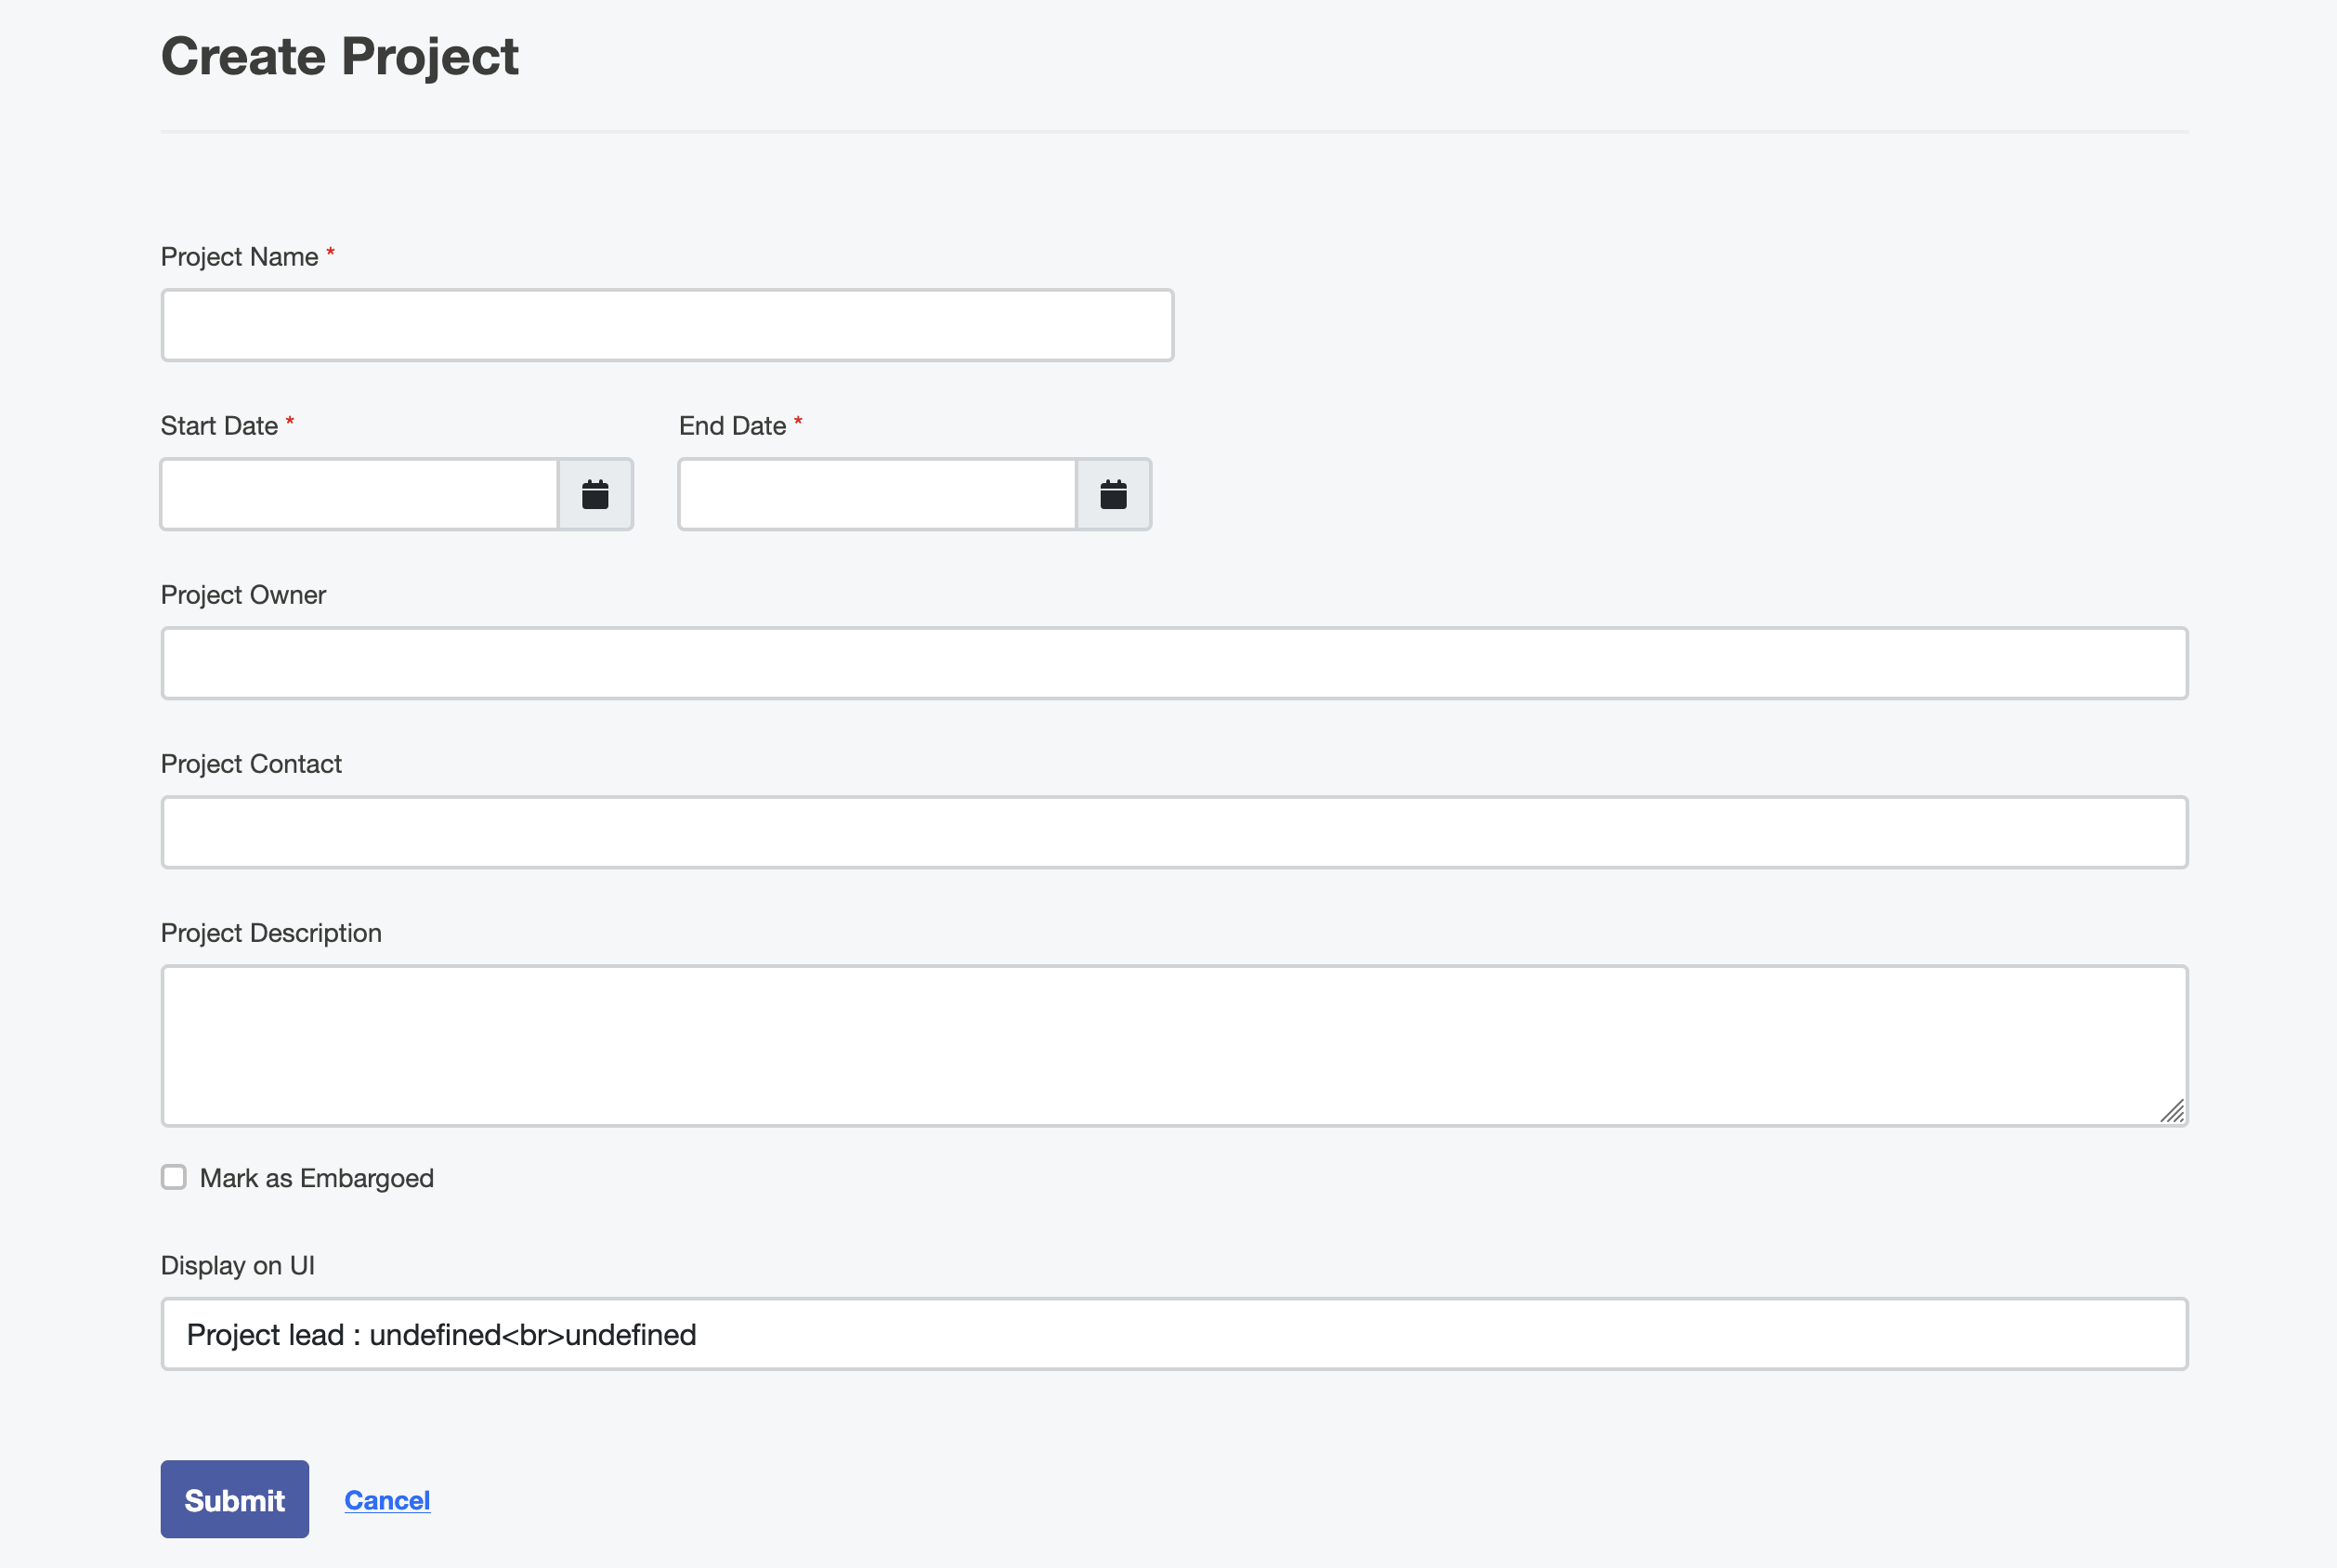 Create Project
Project Name *
Start Date * End Date *
Project Owner
Project Contact
Project Description
Mark as Embargoed
Display on UI
Project lead : undefined<br>undefined
Submit Cancel